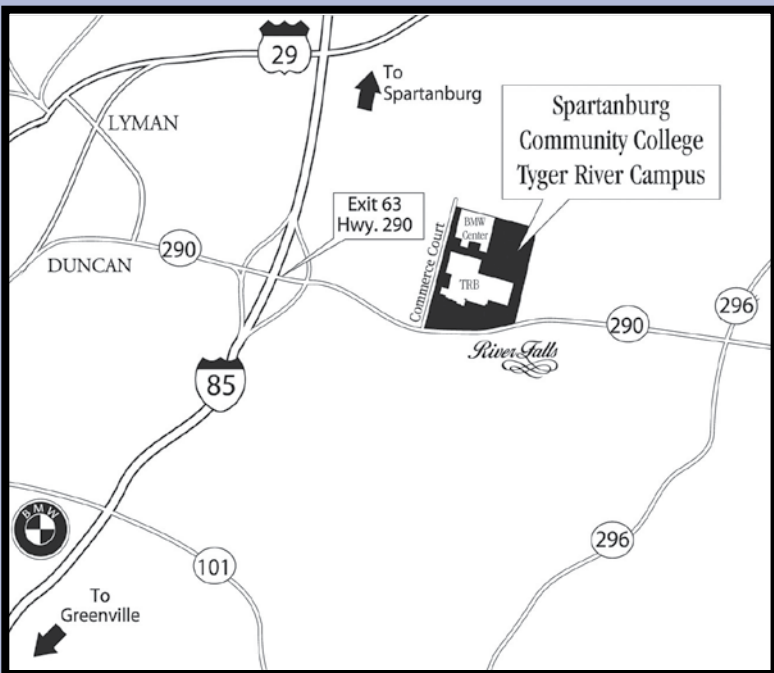 29
To
Spartanburg
LYMAN
Spartanburg
Community College
Tyger River Campus
Exit 63
Hwy. 290
BMW
Center
Commerce Court
290
DUNCAN
TRB
296
290
River Falls
85
BMW
296
101
To
Greenville